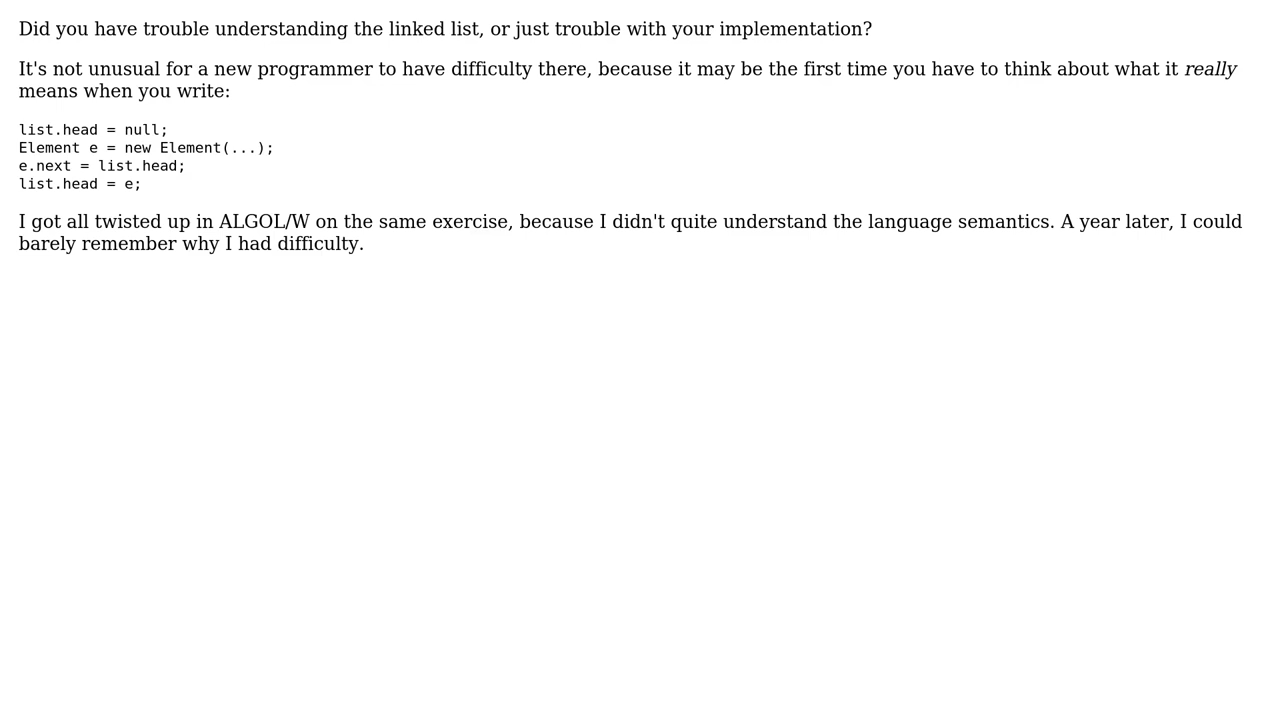 Did you have trouble understanding the linked list, or just trouble with your implementation?
It's not unusual for a new programmer to have difficulty there, because it may be the first time you have to think about what it really
means when you write:
list.head = null;
Element e = new Element(...);
e.next = list.head;
list.head = e;
I got all twisted up in ALGOL/W on the same exercise, because I didn't quite understand the language semantics. A year later, I could
barely remember why I had difficulty.